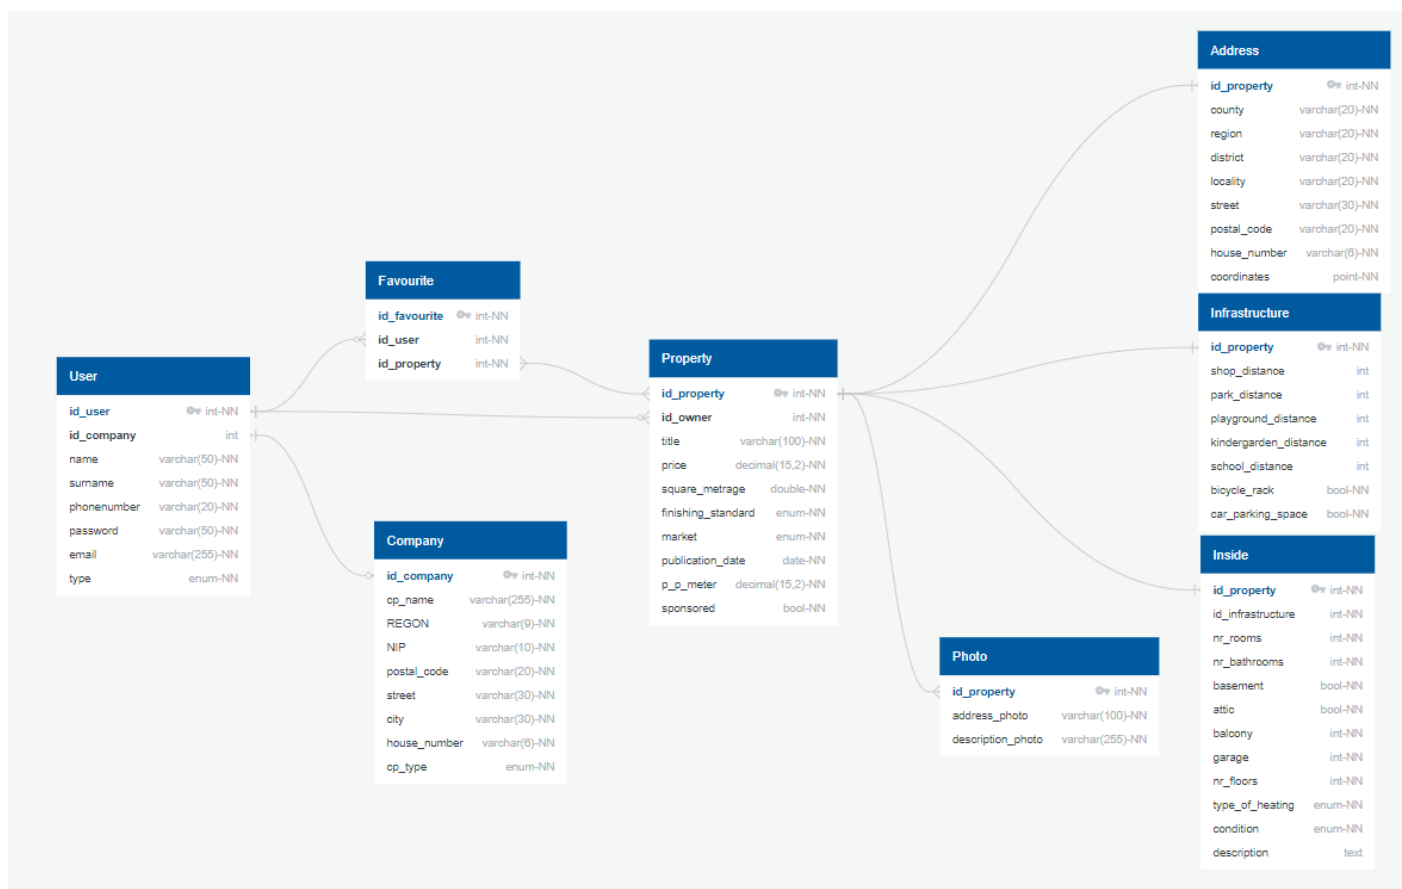 Address
id_property int-NN
county varchar(20)-NN
region varchar(20)-NN
district varchar(20)-NN
locality varchar(20)-NN
street varchar(30)-NN
postal_code varchar(20)-NN
house_number varchar(6)-NN
coordinates point-NN
Favourite
id_favourite int-NN
id_user int-NN
id_property int-NN
Infrastructure
id_property int-NN
shop_distance int
park_distance int
playground_distance int
kindergarden_distance int
school_distance int
bicycle_rack bool-NN
car_parking_space bool-NN
User
id_user int-NN
id_company int
name varchar(50)-NN
surname varchar(50)-NN
phonenumber varchar(20)-NN
password varchar(50)-NN
email varchar(255)-NN
type enum-NN
Property
id_property int-NN
id_owner int-NN
title varchar(100)-NN
price decimal(15,2)-NN
square_metrage double-NN
finishing_standard enum-NN
market enum-NN
publication_date date-NN
p_p_meter decimal(15,2)-NN
sponsored bool-NN
Company
id_company int-NN
cp_name varchar(255)-NN
REGON varchar(9)-NN
NIP varchar(10)-NN
postal_code varchar(20)-NN
street varchar(30)-NN
city varchar(30)-NN
house_number varchar(6)-NN
cp_type enum-NN
Inside
id_property int-NN
id_infrastructure int-NN
nr_rooms int-NN
nr_bathrooms int-NN
basement bool-NN
attic bool-NN
balcony int-NN
garage int-NN
nr_floors int-NN
type_of_heating enum-NN
condition enum-NN
description text
Photo
id_property int-NN
address_photo varchar(100)-NN
description_photo varchar(255)-NN